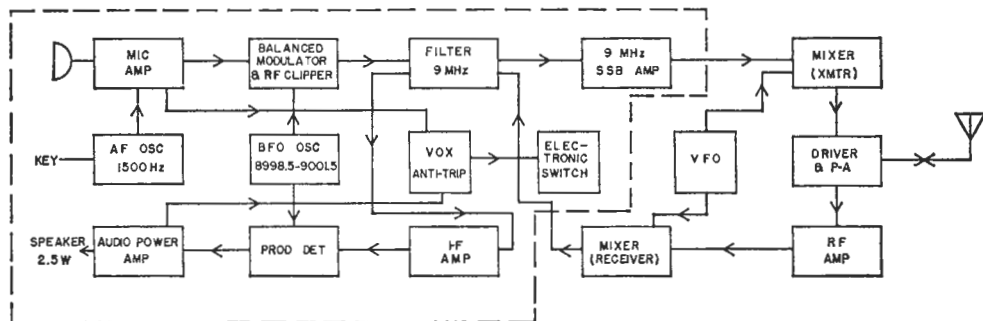 MIC
AMP
BALANCED
MODULATOR
& RF CLIPPER
FILTER
9 MHz
9 MHz
SSB AMP
MIXER
(XMTR)
KEY
AF OSC
1500 Hz
BFO OSC
8998.5-9001.5
VOX
ANTI-TRIP
ELEC-
TRONIC
SWITCH
VFO
DRIVER
& P-A
SPEAKER
2.5 W
AUDIO POWER
AMP
PROD DET
I-F
AMP
MIXER
(RECEIVER)
RF
AMP